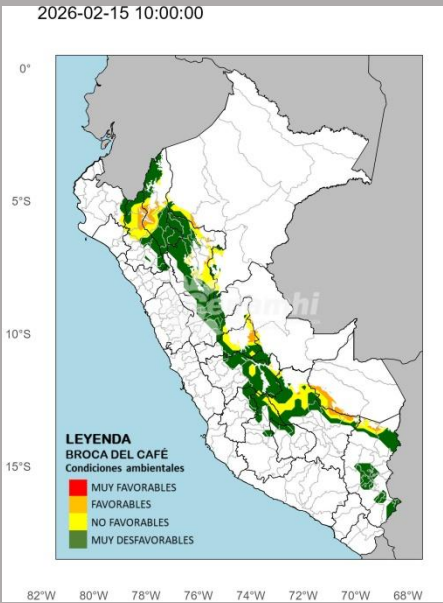 2026-02-15 10:00:00
0°
5°S
10°S
15°S
LEYENDA
BROCA DEL CAFÉ
Condiciones ambientales
MUY FAVORABLES
FAVORABLES
NO FAVORABLES
MUY DESFAVORABLES
82°W 80°W 78°W 76°W 74°W 72°W 70°W 68°W